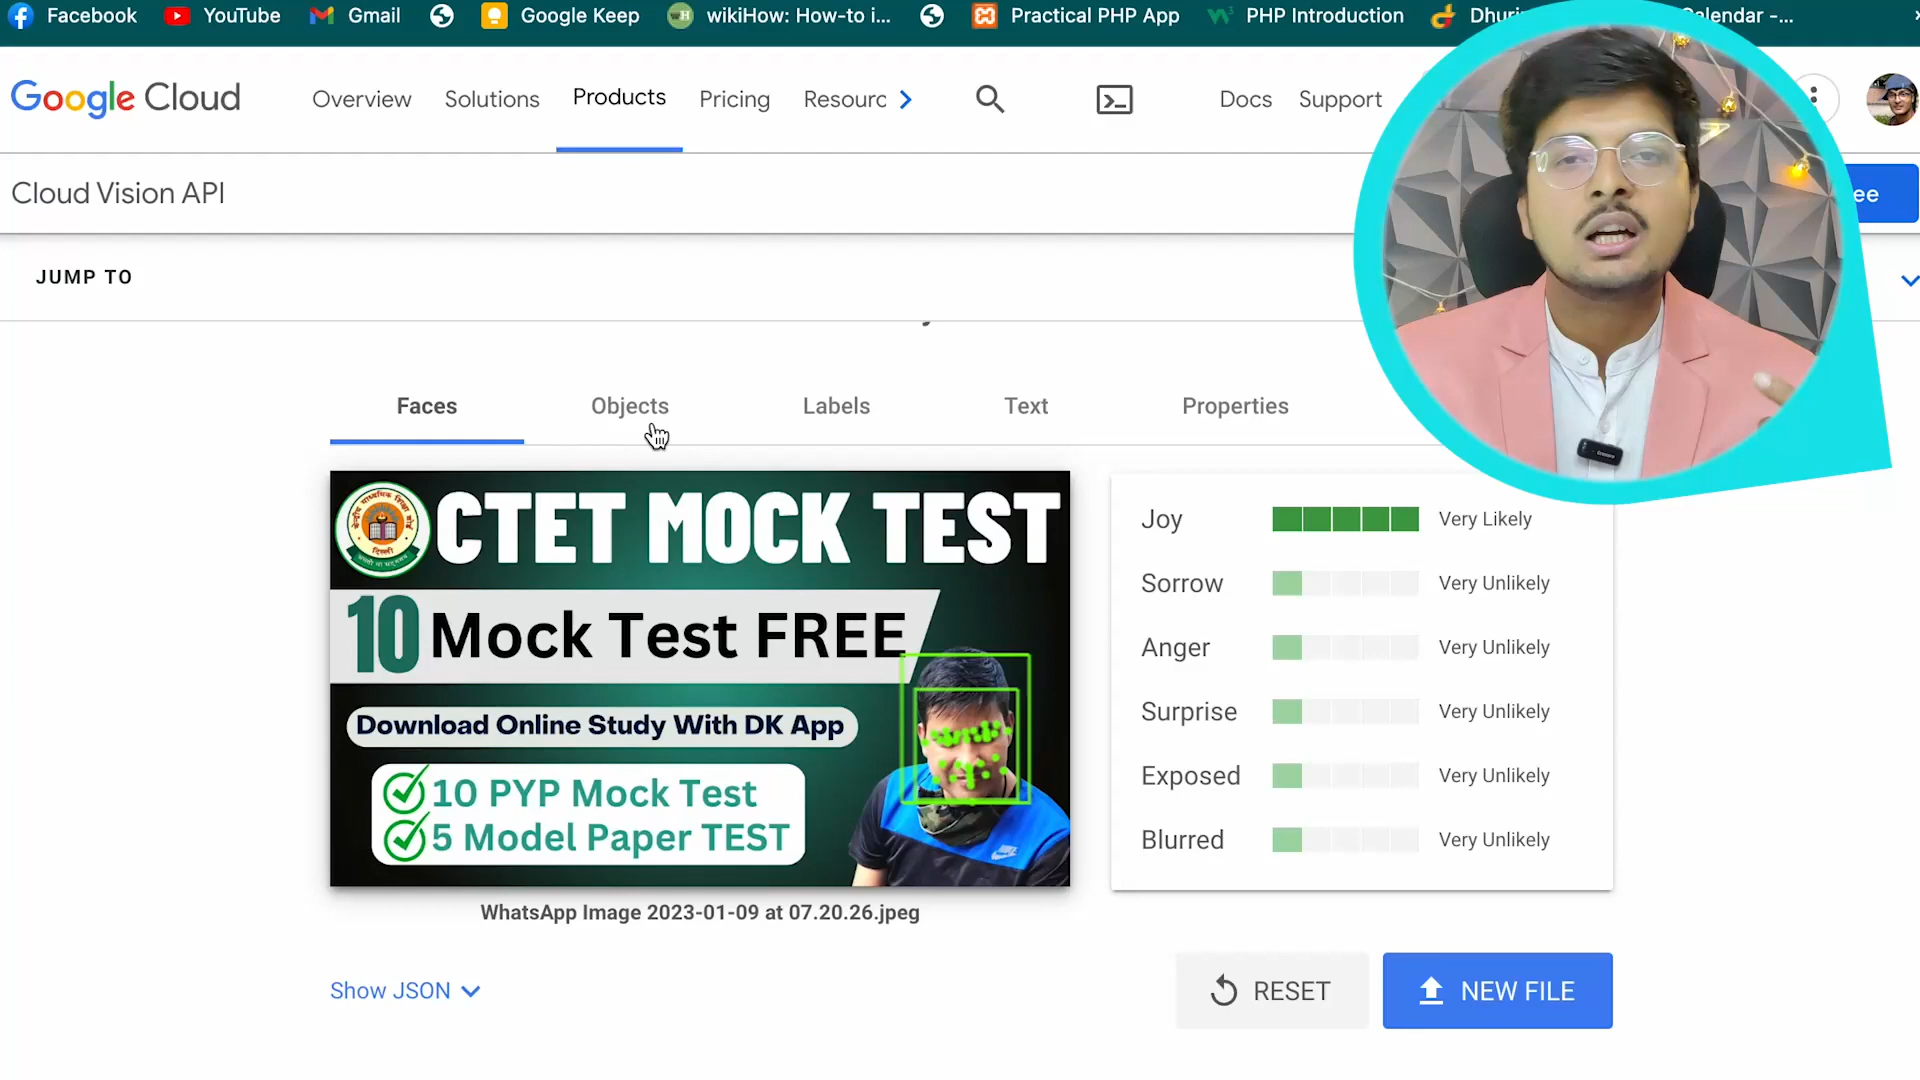 Facebook
YouTube
Gmail
Google Keep
wikiHow: How-to i...
Practical PHP App
PHP Introduction
Dhuri
Calendar -...
Google Cloud
Overview
Solutions
Products
Pricing
Resourc
Docs
Support
Cloud Vision API
ee
JUMP TO
Faces
Objects
Labels
Text
Properties
CTET MOCK TEST
10 Mock Test FREE
Download Online Study With DK App
10 PYP Mock Test
5 Model Paper TEST
WhatsApp Image 2023-01-09 at 07.20.26.jpeg
Joy Very Likely
Sorrow Very Unlikely
Anger Very Unlikely
Surprise Very Unlikely
Exposed Very Unlikely
Blurred Very Unlikely
Show JSON
RESET
NEW FILE